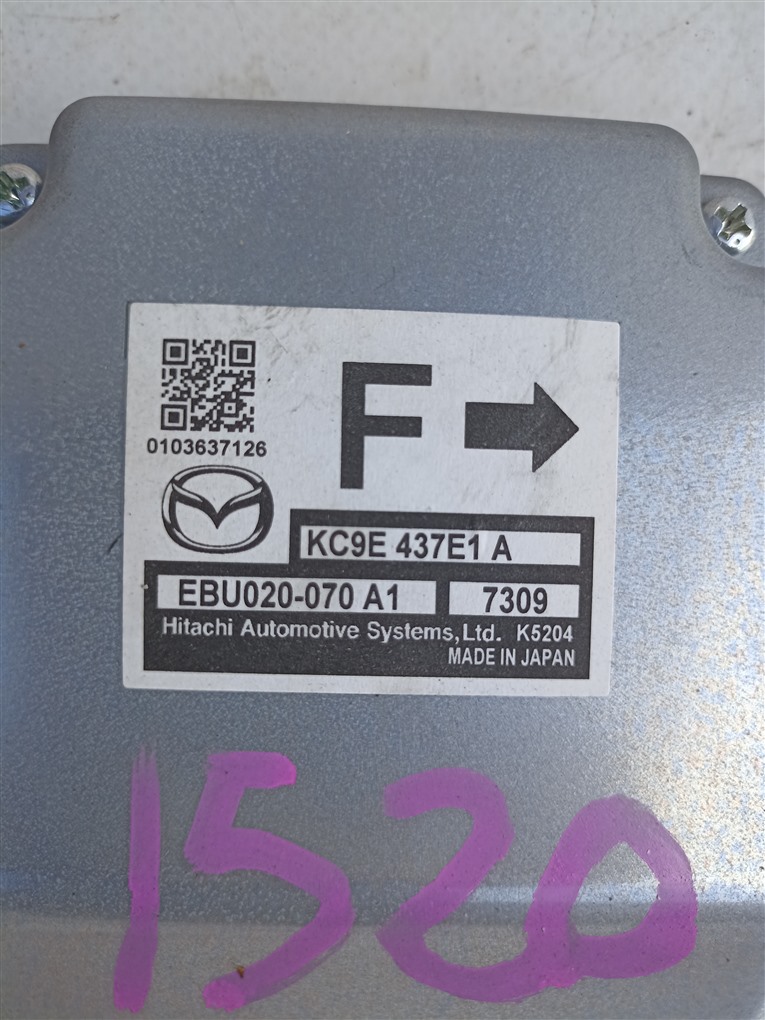 0103637126
F
KC9E 437E1 A
EBU020-070 A1 7309
Hitachi Automotive Systems,Ltd. K5204
MADE IN JAPAN
1520